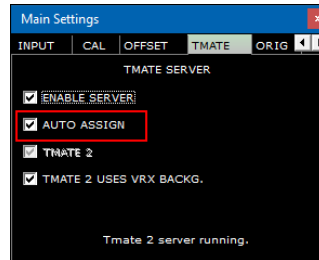 Main Settings
INPUT CAL OFFSET TMATE ORIG
TMATE SERVER
ENABLE SERVER
AUTO ASSIGN
TMATE 2
TMATE 2 USES VRX BACKG.
Tmate 2 server running.